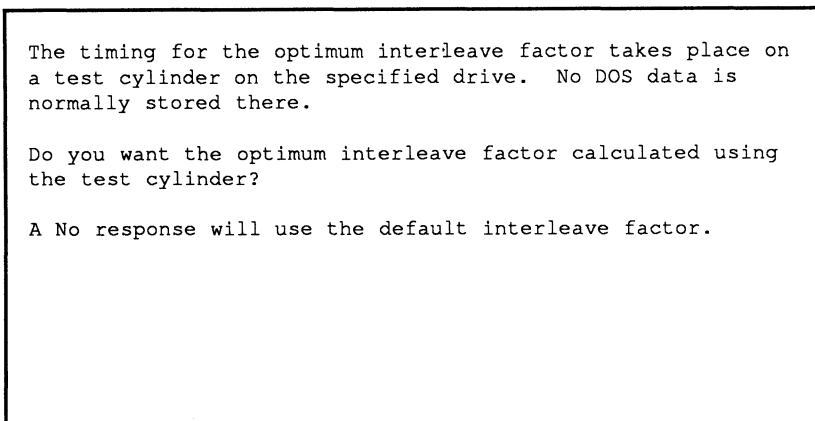 The timing for the optimum interleave factor takes place on
a test cylinder on the specified drive.  No DOS data is
normally stored there.
Do you want the optimum interleave factor calculated using
the test cylinder?
A No response will use the default interleave factor.